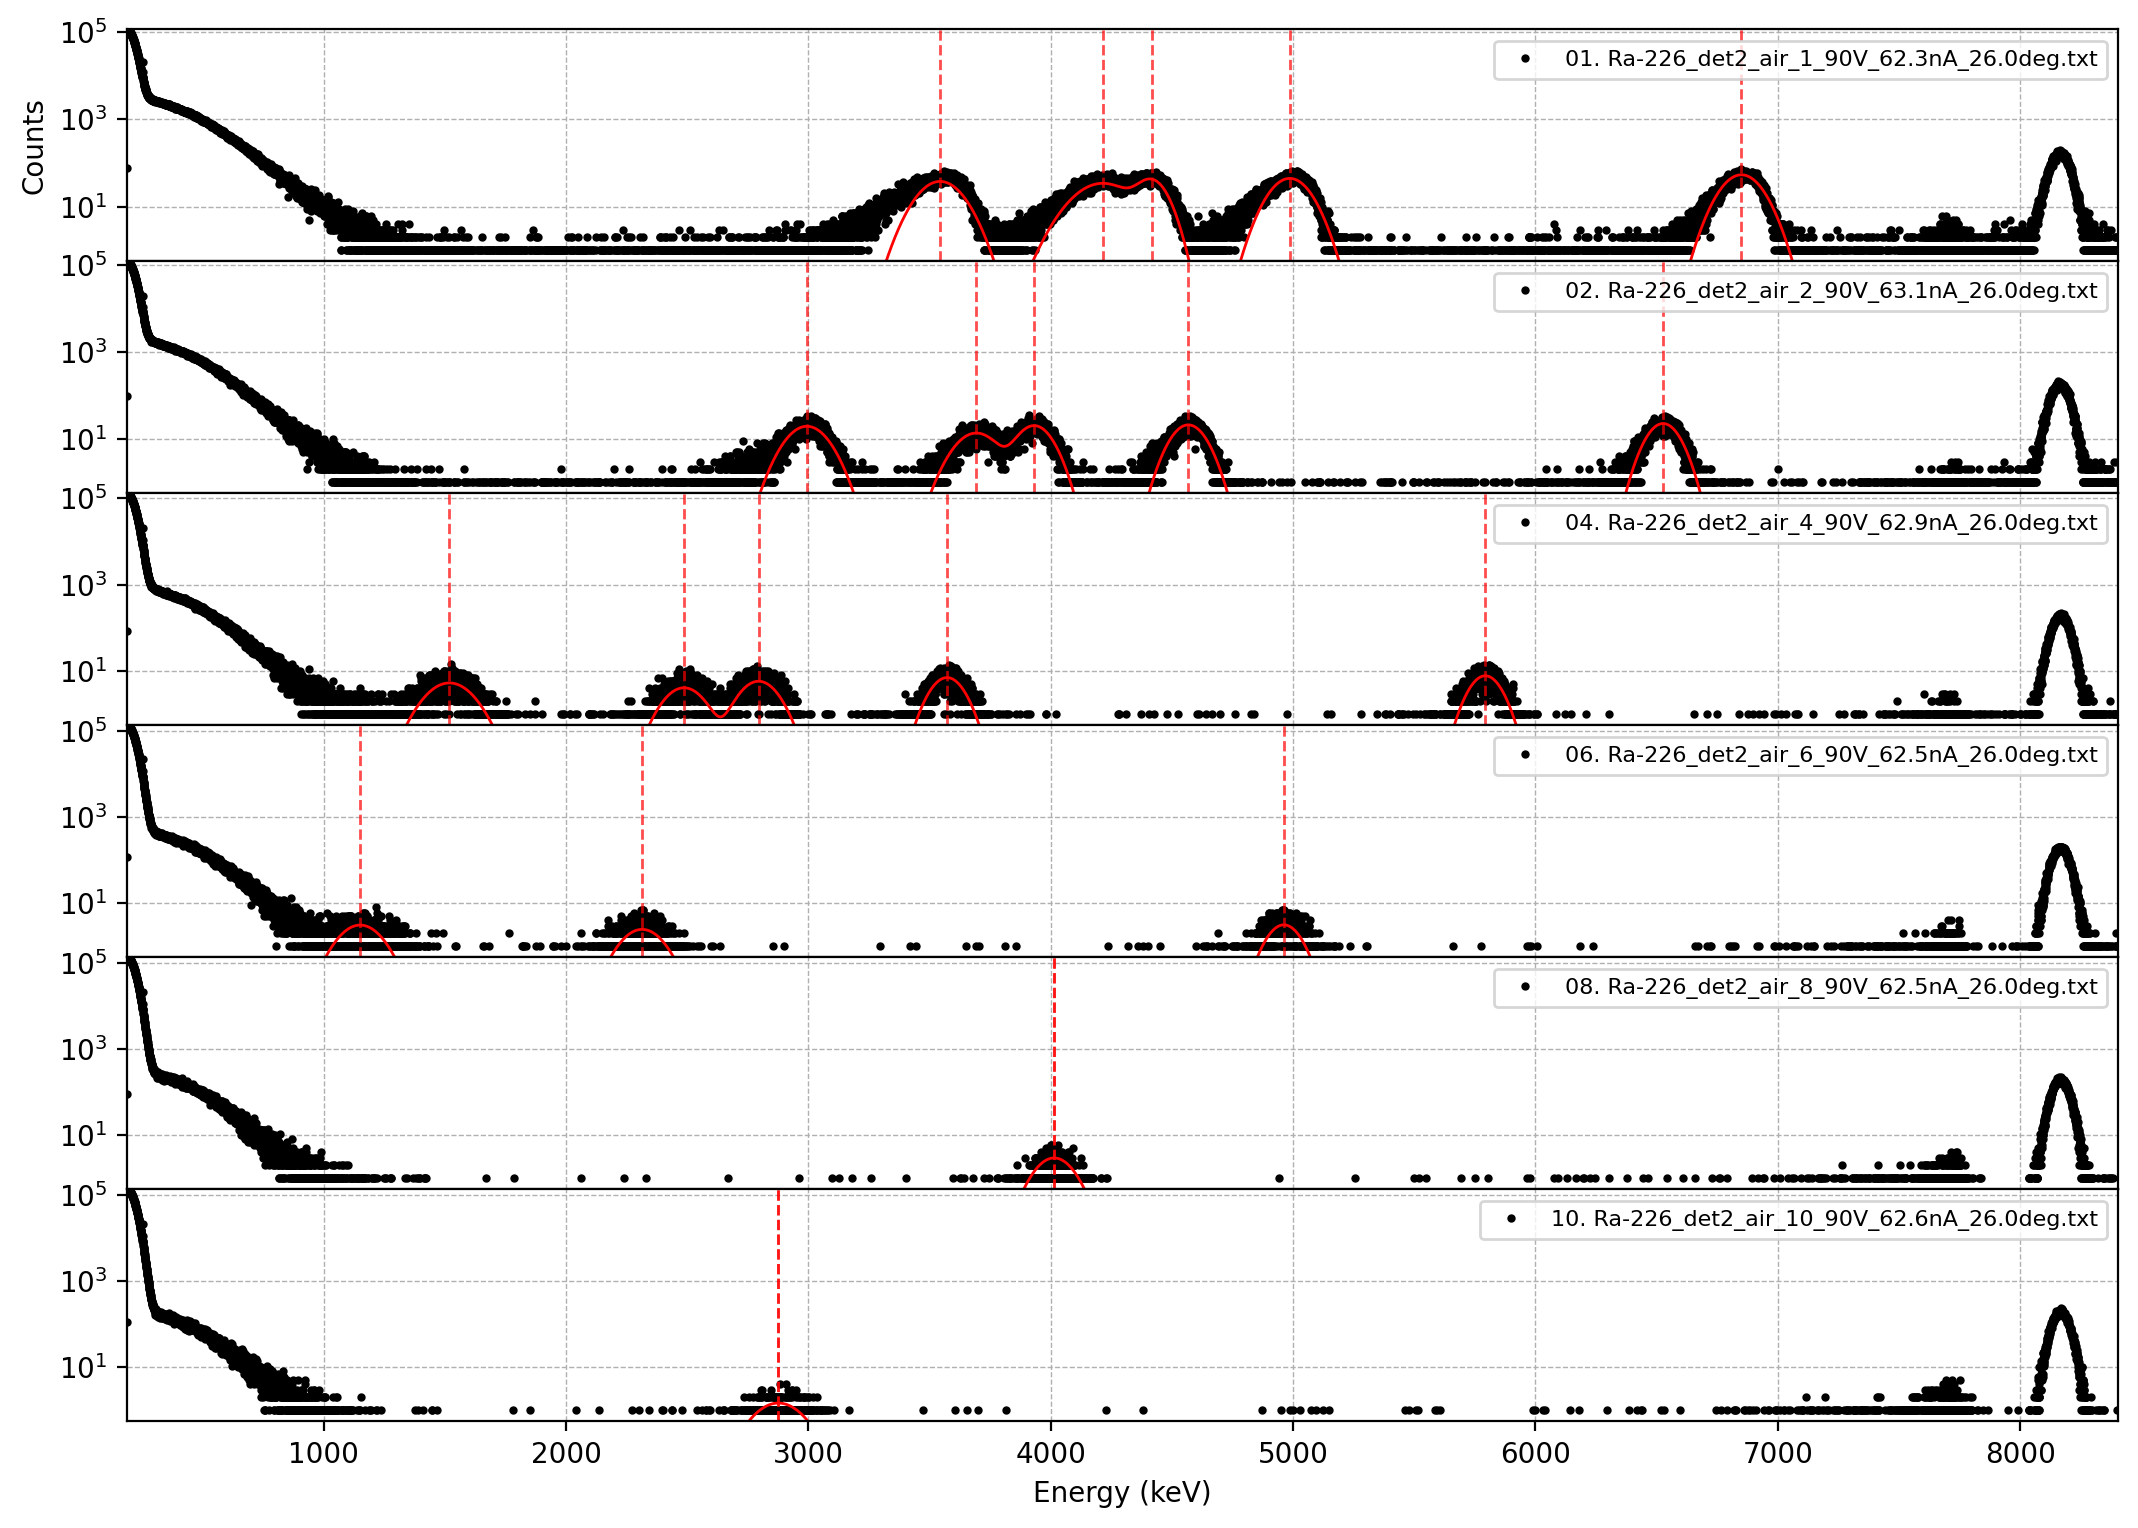 Counts
10^5
10^3
10^1
01. Ra-226_det2_air_1_90V_62.3nA_26.0deg.txt
10^5
10^3
10^1
02. Ra-226_det2_air_2_90V_63.1nA_26.0deg.txt
10^5
10^3
10^1
04. Ra-226_det2_air_4_90V_62.9nA_26.0deg.txt
10^5
10^3
10^1
06. Ra-226_det2_air_6_90V_62.5nA_26.0deg.txt
10^5
10^3
10^1
08. Ra-226_det2_air_8_90V_62.5nA_26.0deg.txt
10^5
10^3
10^1
10. Ra-226_det2_air_10_90V_62.6nA_26.0deg.txt
1000 2000 3000 4000 5000 6000 7000 8000
Energy (keV)